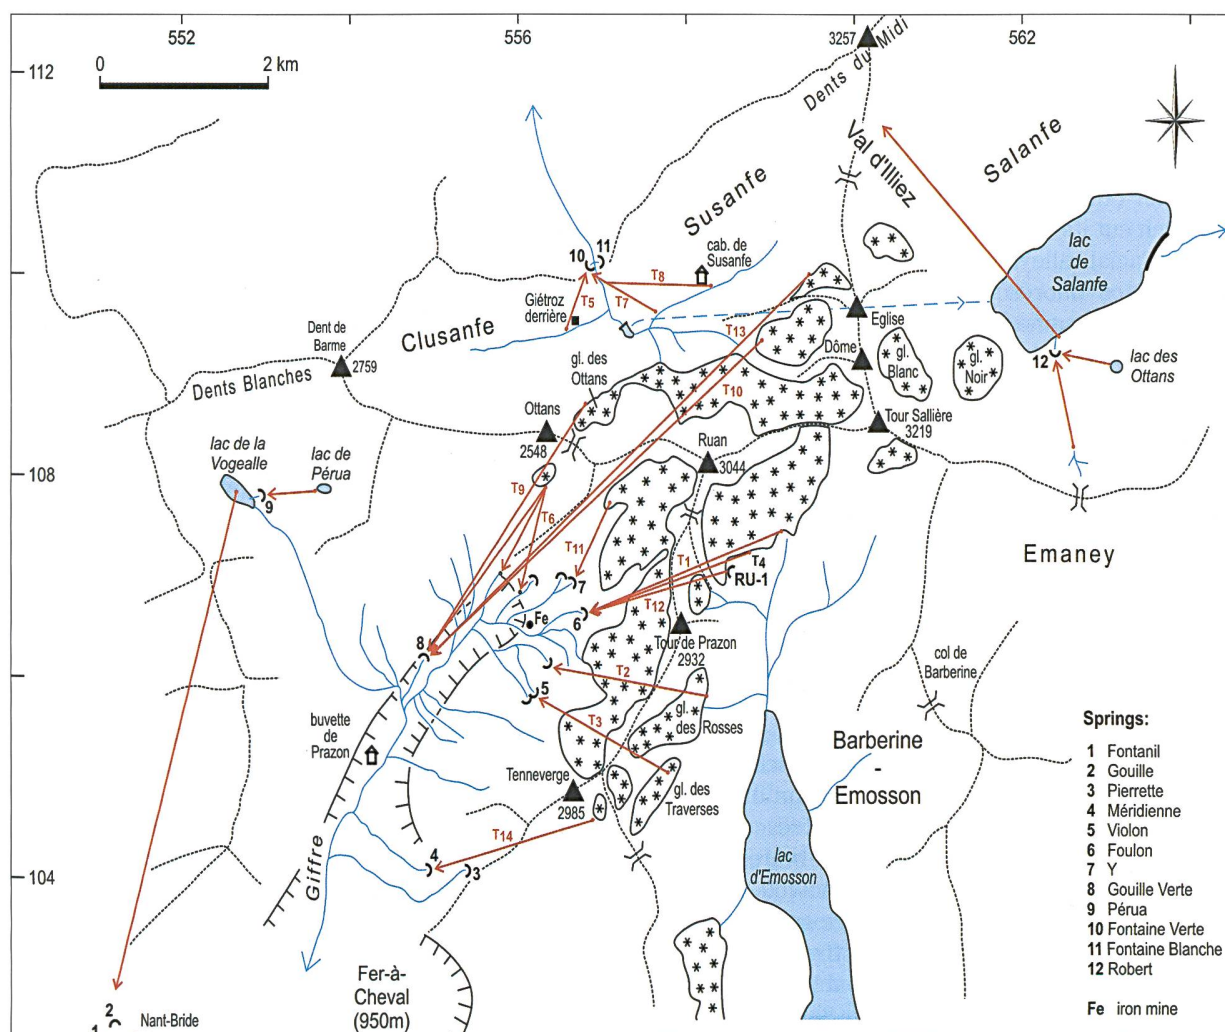 552
556
562
3257
112
0
2 km
Dents du Midi
Val d'Illiez
Salanfe
Susanfe
10
11
cab. de
Susanfe
lac
de
Salanfe
T8
T5
T7
Giétroz
derrière
Clusanfe
T13
Eglise
Dent de
Barme
2759
Dôme
gl.
Blanc
gl.
Noir
12
lac des
Ottans
gl. des
Ottans
Dents Blanches
T10
Ottans
2548
Tour Sallière
3219
Ruan
3044
lac de la
Vogealle
lac de
Pérua
108
9
T9
T6
T11
T1
T4
RU-1
Emaney
7
T12
6
Fe
8
Tour de Prazon
2932
col de
Barberine
T2
5
T3
gl.
des Rosses
buvette
de
Prazon
Barberine
-
Emosson
Tenneverge
2985
gl. des
Traverses
T14
4
3
Giffre
104
lac
d'Emosson
Fer-à-
Cheval
(950m)
2
1
Nant-Bride
Springs:
1 Fontanil
2 Gouille
3 Pierrette
4 Méridienne
5 Violon
6 Foulon
7 Y
8 Gouille Verte
9 Pérua
10 Fontaine Verte
11 Fontaine Blanche
12 Robert
Fe iron mine